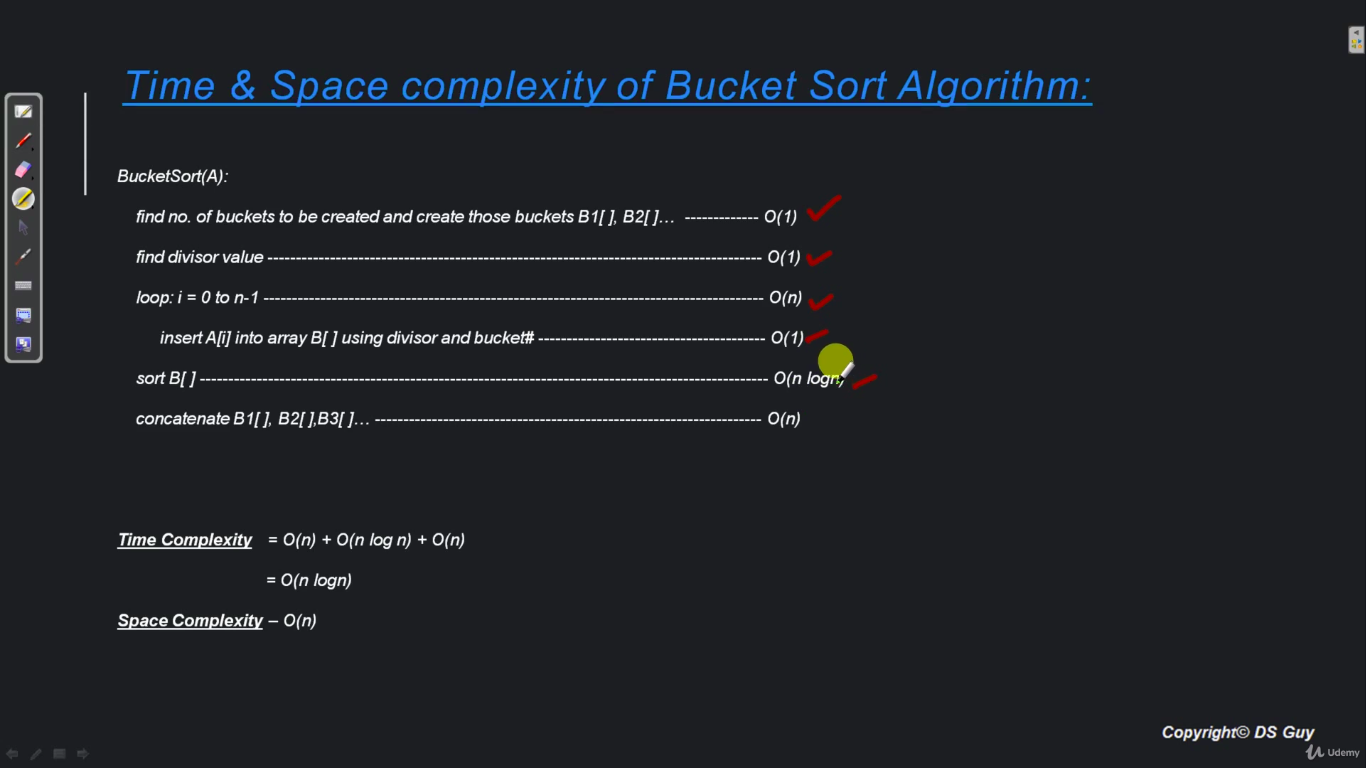 Time & Space complexity of Bucket Sort Algorithm:
BucketSort(A):
find no. of buckets to be created and create those buckets B1[ ], B2[ ]… ------------- O(1)
find divisor value --------------------------------------------------------------------------------------- O(1)
loop: i = 0 to n-1 ---------------------------------------------------------------------------------------- O(n)
insert A[i] into array B[ ] using divisor and bucket# ---------------------------------------- O(1)
sort B[ ] ---------------------------------------------------------------------------------------------------- O(n logn)
concatenate B1[ ], B2[ ],B3[ ]… -------------------------------------------------------------------- O(n)
Time Complexity = O(n) + O(n log n) + O(n)
= O(n logn)
Space Complexity – O(n)
Copyright© DS Guy
Udemy